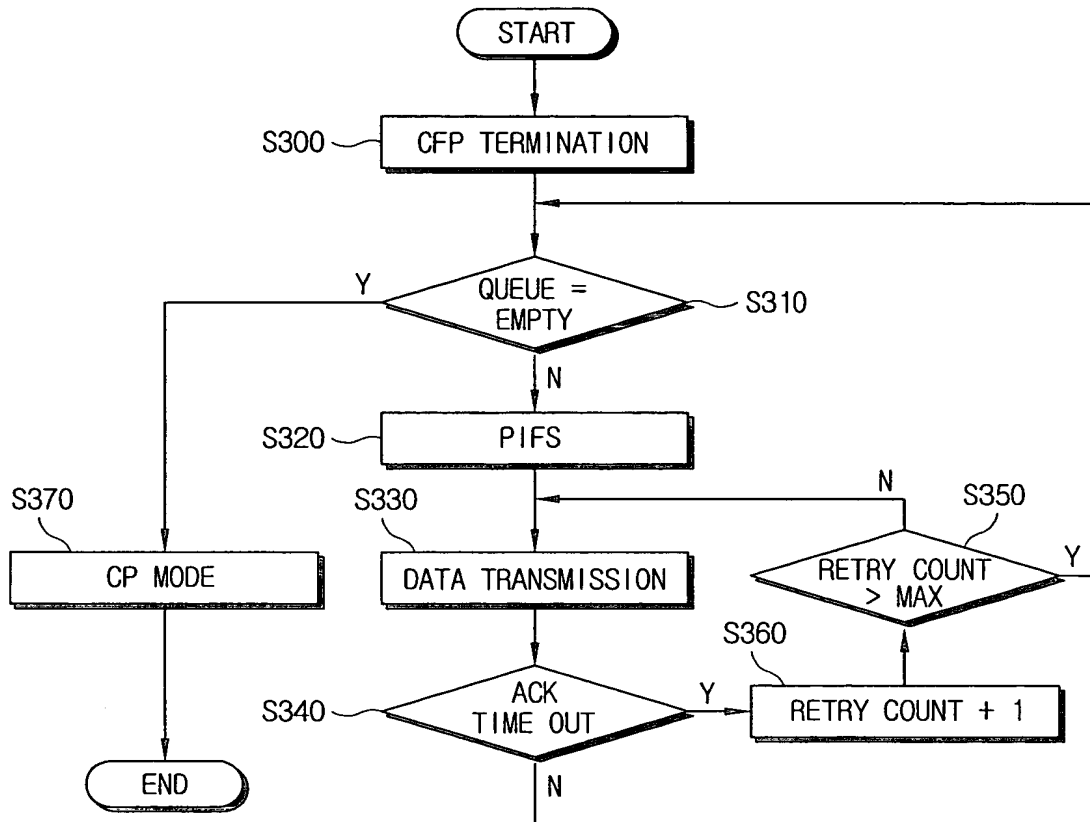 START
S300
CFP TERMINATION
Y
QUEUE =
EMPTY
S310
N
S320
PIFS
N
S350
S370
S330
CP MODE
DATA TRANSMISSION
RETRY COUNT
> MAX
Y
S360
S340
ACK
TIME OUT
Y
RETRY COUNT + 1
END
N